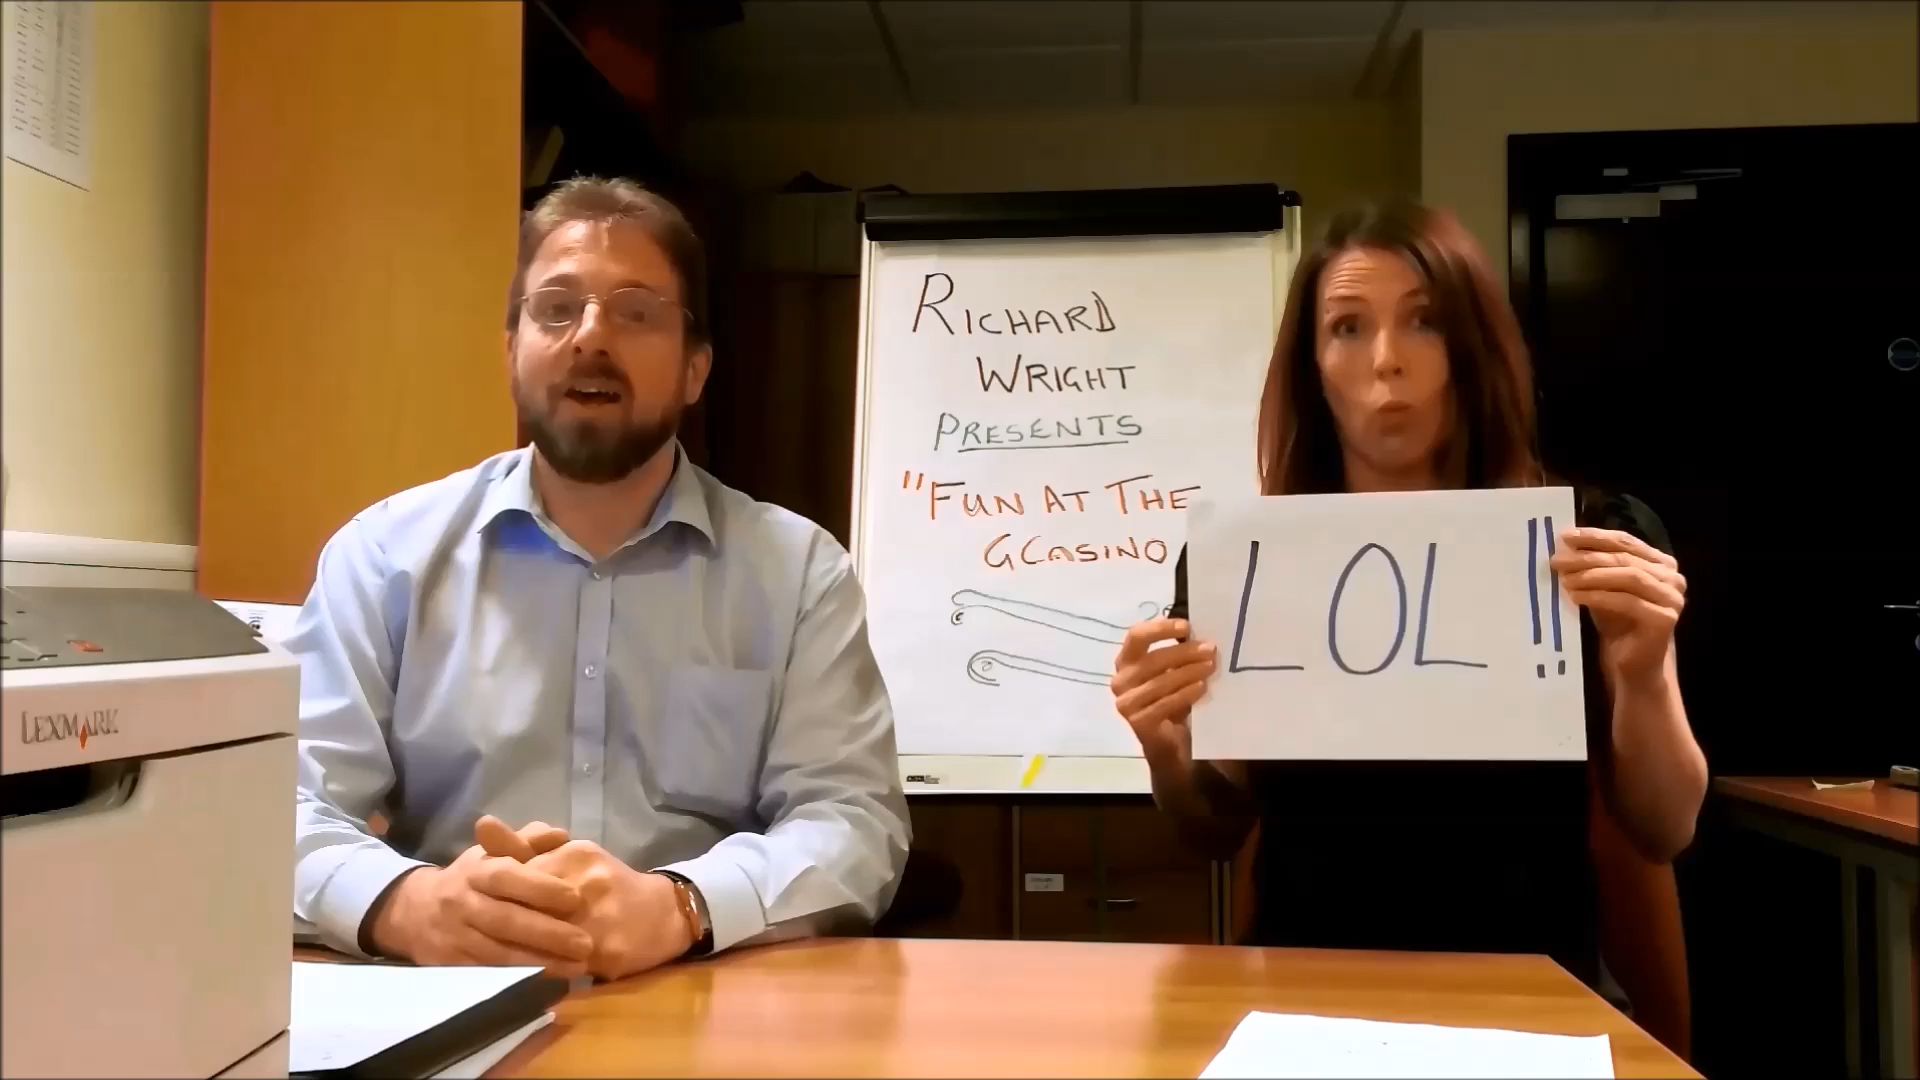 RICHARD
WRIGHT
PRESENTS
"FUN AT THE
GCASINO
LOL!!
LEXMARK